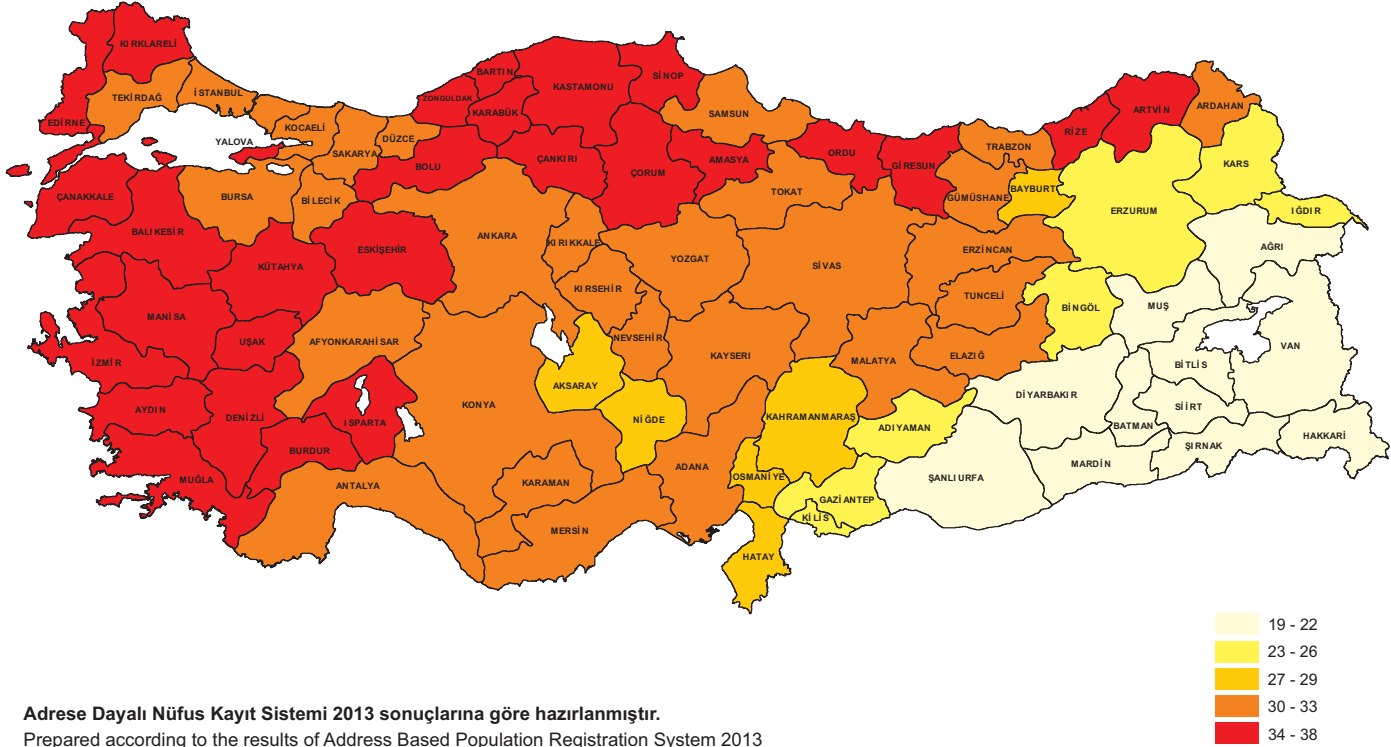 KIRKLARELİ
TEKİRDAĞ
İSTANBUL
EDİRNE
YALOVA
KOCAELİ
SAKARYA
DÜZCE
ZONGULDAK
BARTIN
KARABÜK
KASTAMONU
SİNOP
SAMSUN
BOLU
ÇANKIRI
ÇORUM
AMASYA
ORDU
GİRESUN
TRABZON
RİZE
ARTVİN
ARDAHAN
KARS
IĞDIR
ÇANAKKALE
BALIKESİR
BURSA
BİLECİK
ESKİŞEHİR
KÜTAHYA
ANKARA
KIRIKKALE
KIRSEHİR
YOZGAT
TOKAT
SİVAS
GÜMÜSHANE
BAYBURT
ERZİNCAN
ERZURUM
AĞRI
MANİSA
UŞAK
AFYONKARAHİSAR
İZMİR
AYDIN
DENİZLİ
ISPARTA
BURDUR
MUĞLA
ANTALYA
KONYA
AKSARAY
NEVSEHİR
KAYSERI
NİĞDE
KARAMAN
MERSİN
ADANA
KAHRAMANMARAŞ
OSMANİYE
HATAY
MALATYA
ELAZIĞ
TUNCELİ
BİNGÖL
MUŞ
BİTLİS
VAN
DİYARBAKIR
BATMAN
SİİRT
ŞIRNAK
HAKKARİ
MARDİN
ŞANLIURFA
ADIYAMAN
GAZİANTEP
KİLİS
19 - 22
23 - 26
27 - 29
30 - 33
34 - 38
Adrese Dayalı Nüfus Kayıt Sistemi 2013 sonuçlarına göre hazırlanmıştır.
Prepared according to the results of Address Based Population Registration System 2013